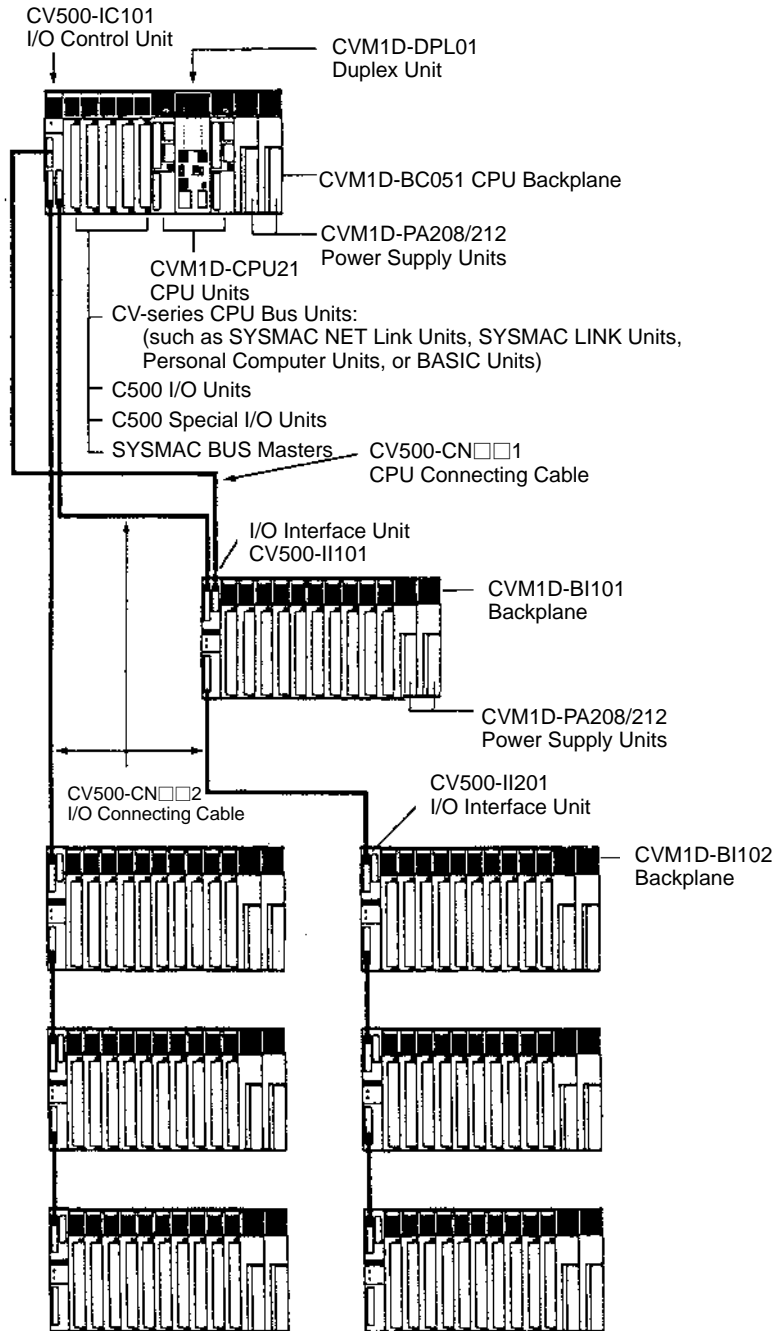 CV500-IC101
I/O Control Unit
CVM1D-DPL01
Duplex Unit
CVM1D-BC051 CPU Backplane
CVM1D-PA208/212
Power Supply Units
CVM1D-CPU21
CPU Units
CV-series CPU Bus Units:
(such as SYSMAC NET Link Units, SYSMAC LINK Units,
Personal Computer Units, or BASIC Units)
C500 I/O Units
C500 Special I/O Units
SYSMAC BUS Masters
CV500-CN□□1
CPU Connecting Cable
I/O Interface Unit
CV500-II101
CVM1D-BI101
Backplane
CVM1D-PA208/212
Power Supply Units
CV500-CN□□2
I/O Connecting Cable
CV500-II201
I/O Interface Unit
CVM1D-BI102
Backplane